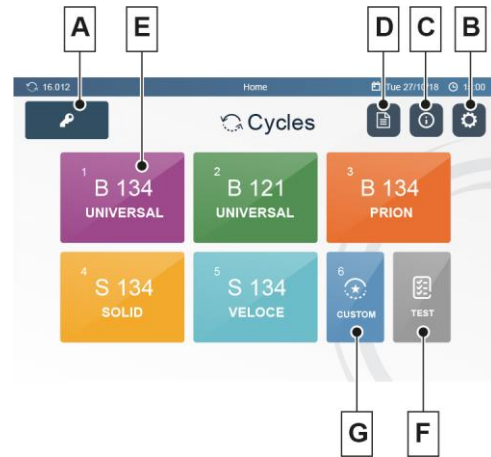 A E D C B
16.012 Home Tue 27/10/18
Cycles
1 2 3
B 134 B 121 B 134
UNIVERSAL UNIVERSAL PRION
4 5 6
S 134 S 134
SOLID VELOCE CUSTOM TEST
G F